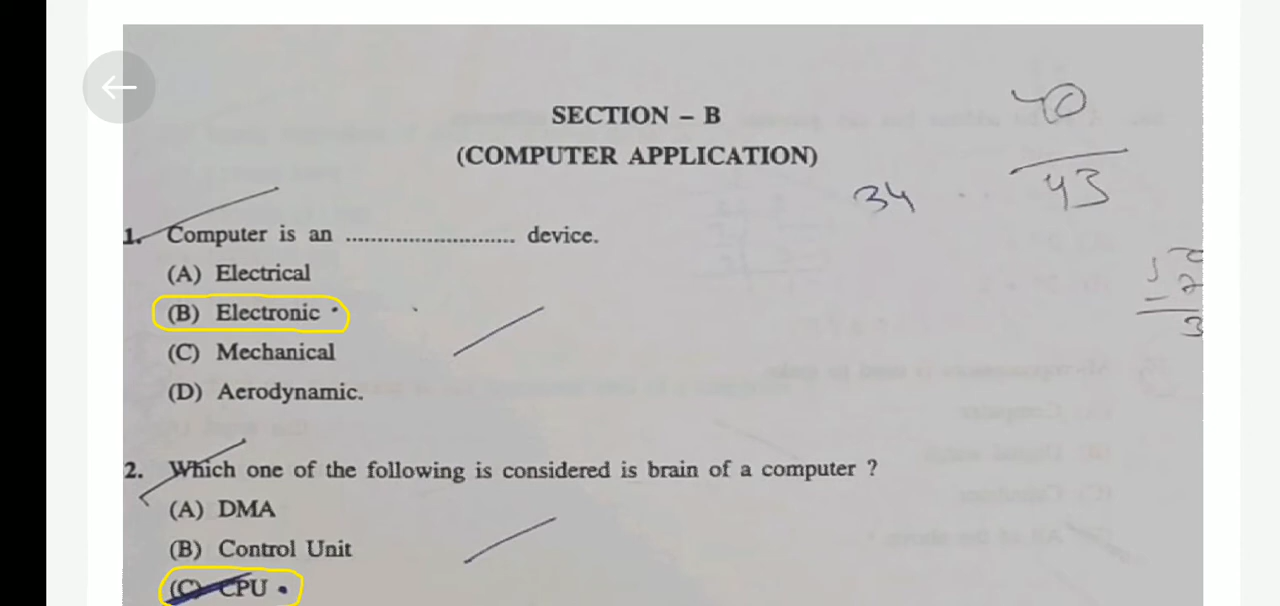 SECTION – B
(COMPUTER APPLICATION)
40
34
43
1. Computer is an .......................... device.
(A) Electrical
(B) Electronic
(C) Mechanical
(D) Aerodynamic.
2. Which one of the following is considered is brain of a computer ?
(A) DMA
(B) Control Unit
(C) CPU